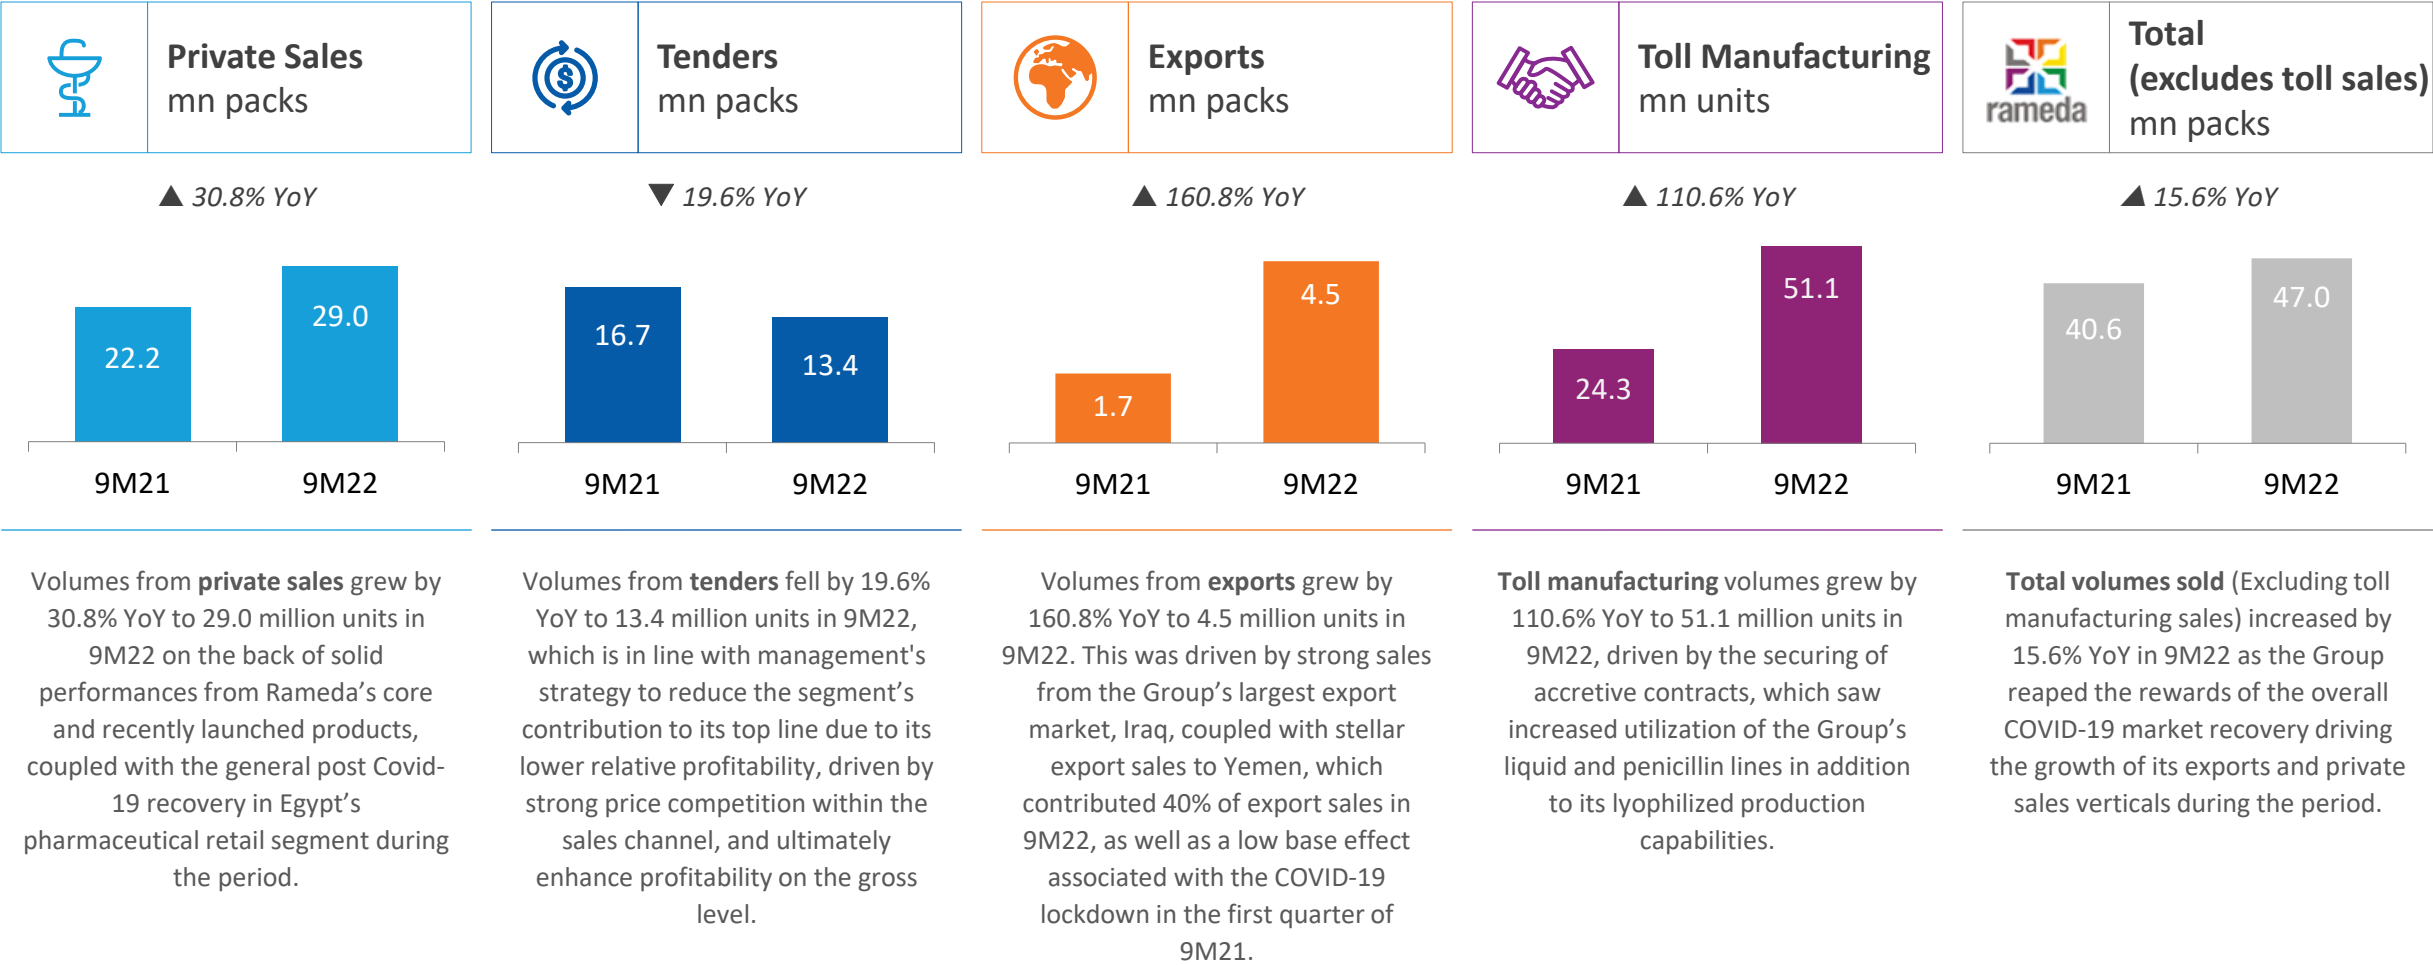 Private Sales
mn packs
▲ 30.8% YoY
22.2
29.0
9M21
9M22
Volumes from private sales grew by
30.8% YoY to 29.0 million units in
9M22 on the back of solid
performances from Rameda’s core
and recently launched products,
coupled with the general post Covid-
19 recovery in Egypt’s
pharmaceutical retail segment during
the period.
$
Tenders
mn packs
▼ 19.6% YoY
16.7
13.4
9M21
9M22
Volumes from tenders fell by 19.6%
YoY to 13.4 million units in 9M22,
which is in line with management's
strategy to reduce the segment’s
contribution to its top line due to its
lower relative profitability, driven by
strong price competition within the
sales channel, and ultimately
enhance profitability on the gross
level.
Exports
mn packs
▲ 160.8% YoY
1.7
4.5
9M21
9M22
Volumes from exports grew by
160.8% YoY to 4.5 million units in
9M22. This was driven by strong sales
from the Group’s largest export
market, Iraq, coupled with stellar
export sales to Yemen, which
contributed 40% of export sales in
9M22, as well as a low base effect
associated with the COVID-19
lockdown in the first quarter of
9M21.
Toll Manufacturing
mn units
▲ 110.6% YoY
24.3
51.1
9M21
9M22
Toll manufacturing volumes grew by
110.6% YoY to 51.1 million units in
9M22, driven by the securing of
accretive contracts, which saw
increased utilization of the Group’s
liquid and penicillin lines in addition
to its lyophilized production
capabilities.
rameda
Total
(excludes toll sales)
mn packs
▲ 15.6% YoY
40.6
47.0
9M21
9M22
Total volumes sold (Excluding toll
manufacturing sales) increased by
15.6% YoY in 9M22 as the Group
reaped the rewards of the overall
COVID-19 market recovery driving
the growth of its exports and private
sales verticals during the period.